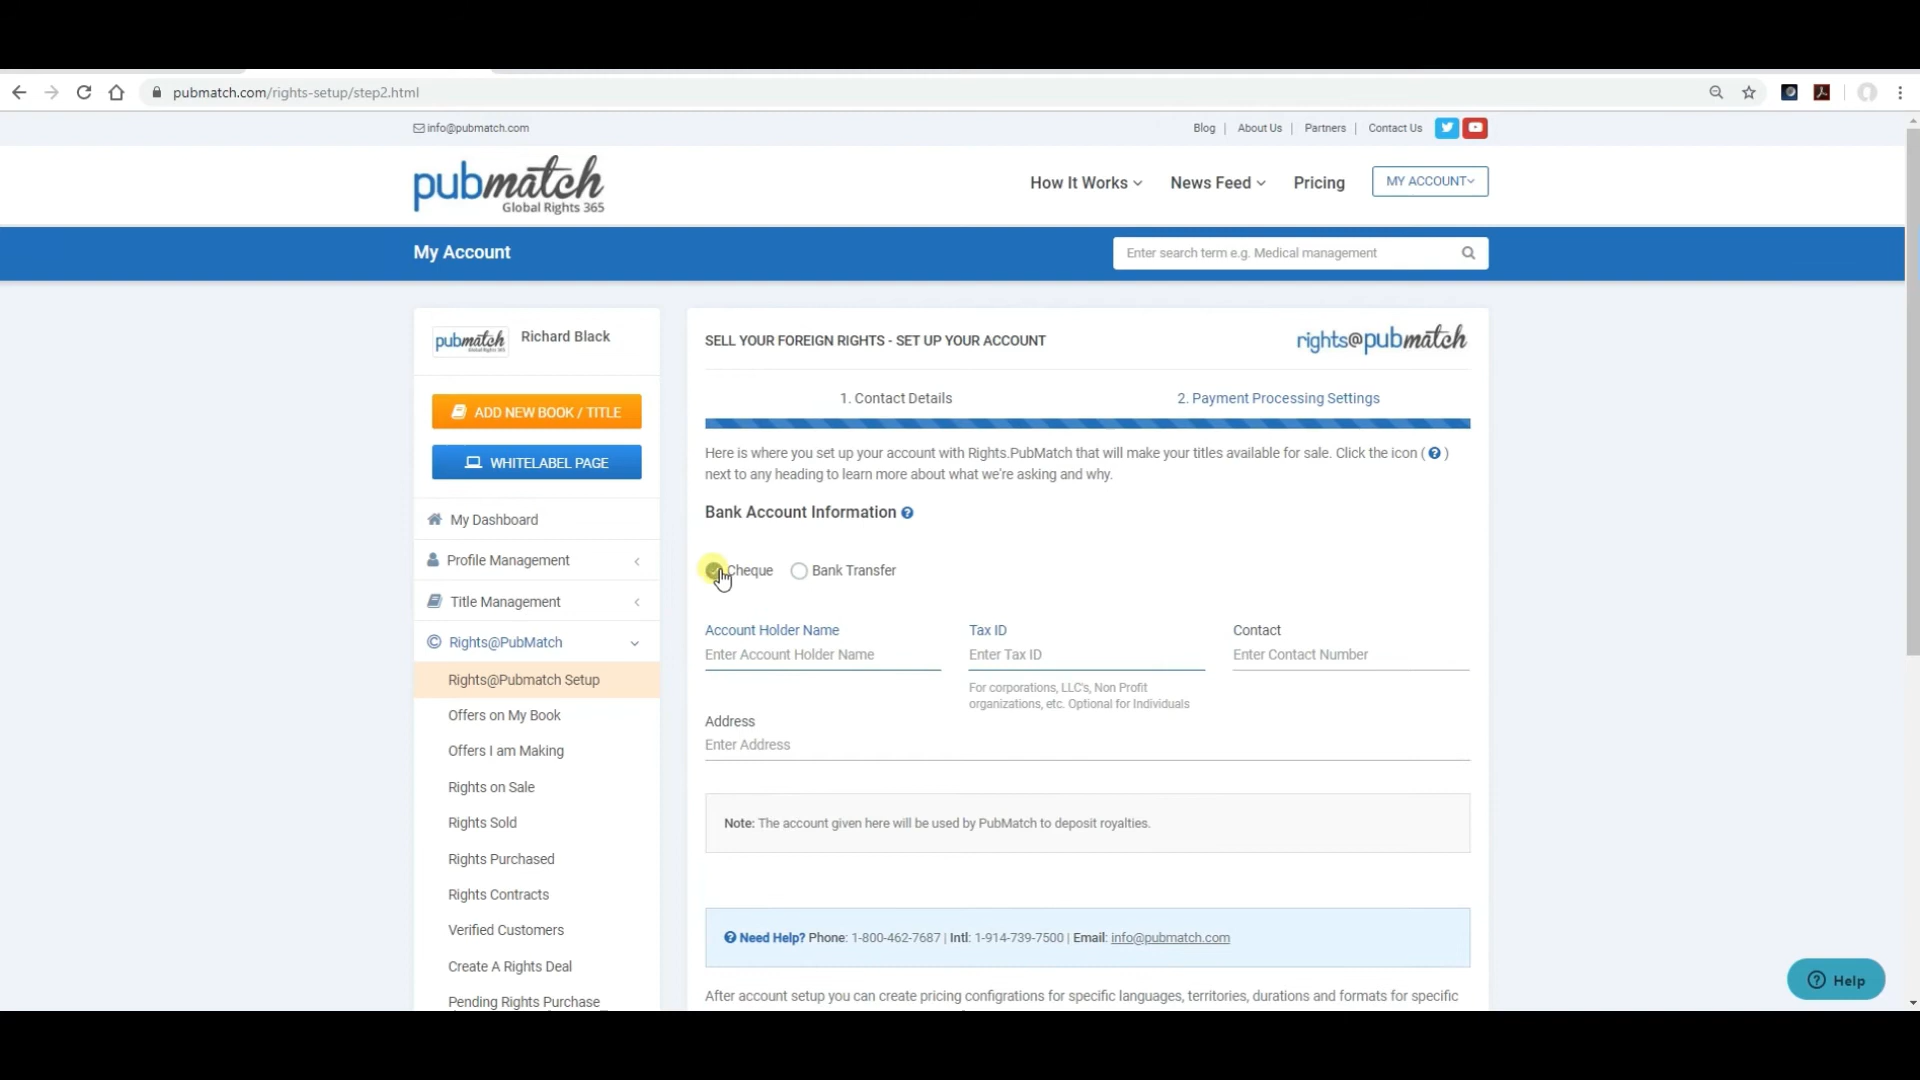 pubmatch.com/rights-setup/step2.html
info@pubmatch.com
Blog | About Us | Partners | Contact Us
pubmatch
Global Rights 365
How It Works
News Feed
Pricing
MY ACCOUNT
My Account
Enter search term e.g. Medical management
pubmatch
Global Rights 365
Richard Black
ADD NEW BOOK / TITLE
WHITELABEL PAGE
My Dashboard
Profile Management
Title Management
Rights@PubMatch
Rights@Pubmatch Setup
Offers on My Book
Offers I am Making
Rights on Sale
Rights Sold
Rights Purchased
Rights Contracts
Verified Customers
Create A Rights Deal
Pending Rights Purchase
SELL YOUR FOREIGN RIGHTS - SET UP YOUR ACCOUNT
rights@pubmatch
1. Contact Details
2. Payment Processing Settings
Here is where you set up your account with Rights.PubMatch that will make your titles available for sale. Click the icon ( ? )
next to any heading to learn more about what we're asking and why.
Bank Account Information ?
Cheque
Bank Transfer
Account Holder Name
Enter Account Holder Name
Tax ID
Enter Tax ID
For corporations, LLC's, Non Profit
organizations, etc. Optional for Individuals
Contact
Enter Contact Number
Address
Enter Address
Note: The account given here will be used by PubMatch to deposit royalties.
? Need Help? Phone: 1-800-462-7687 | Intl: 1-914-739-7500 | Email: info@pubmatch.com
After account setup you can create pricing configrations for specific languages, territories, durations and formats for specific
? Help